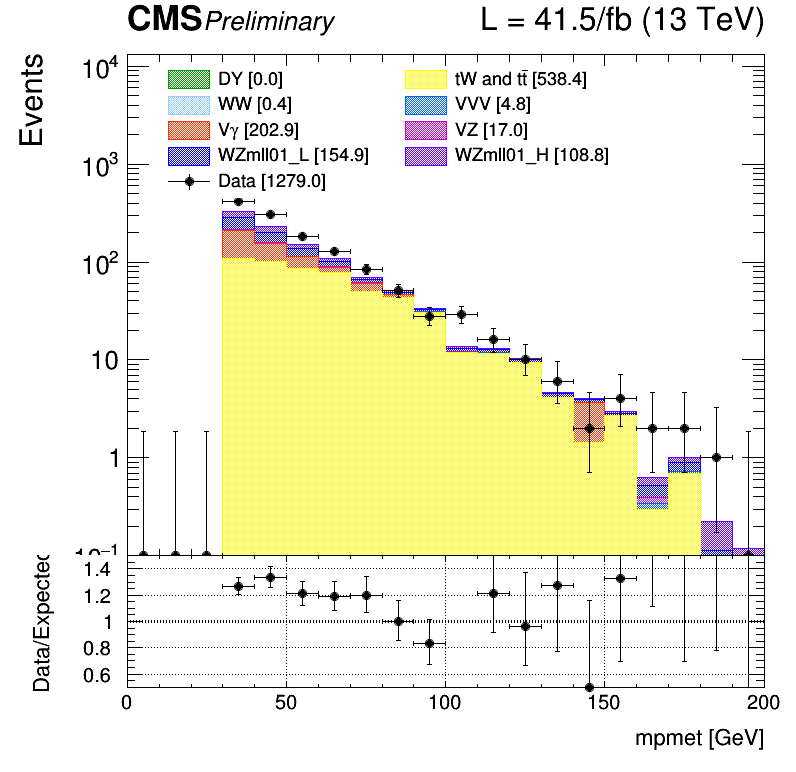 CMS Preliminary L = 41.5/fb (13 TeV)
Events
DY [0.0] tW and tt̄ [538.4]
WW [0.4] VVV [4.8]
Vγ [202.9] VZ [17.0]
WZmll01_L [154.9] WZmll01_H [108.8]
Data [1279.0]
10⁴
10³
10²
10
1
10⁻¹
Data/Expected
1.4
1.2
1
0.8
0.6
0 50 100 150 200
mpmet [GeV]